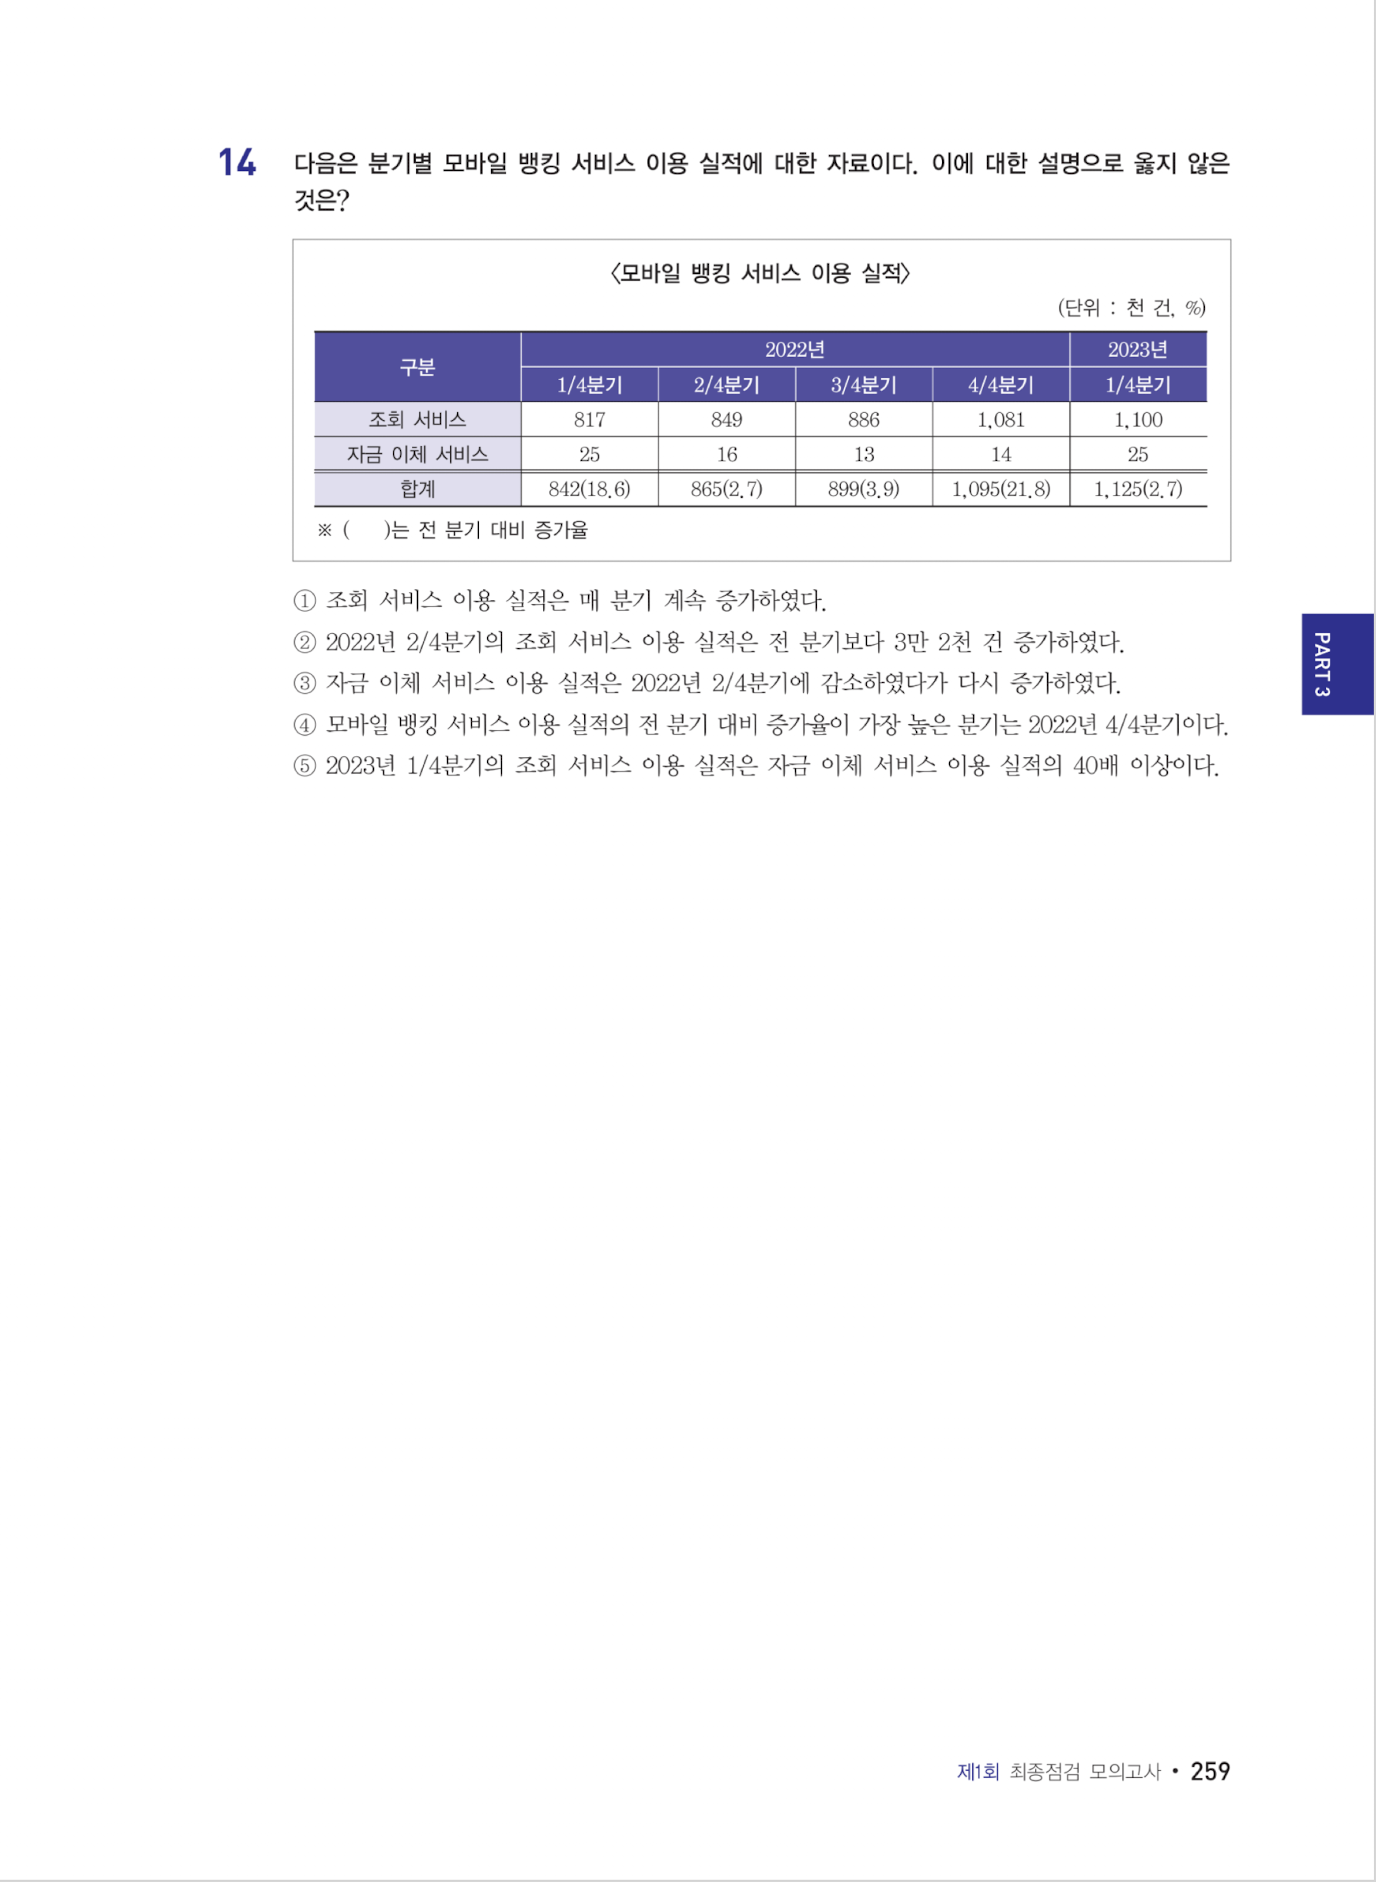 14 다음은 분기별 모바일 뱅킹 서비스 이용 실적에 대한 자료이다. 이에 대한 설명으로 옳지 않은
것은?
〈모바일 뱅킹 서비스 이용 실적〉
(단위 : 천 건, %)
구분 2022년 2023년
1/4분기 2/4분기 3/4분기 4/4분기 1/4분기
조회 서비스 817 849 886 1,081 1,100
자금 이체 서비스 25 16 13 14 25
합계 842(18.6) 865(2.7) 899(3.9) 1,095(21.8) 1,125(2.7)
※ ( )는 전 분기 대비 증가율
① 조회 서비스 이용 실적은 매 분기 계속 증가하였다.
② 2022년 2/4분기의 조회 서비스 이용 실적은 전 분기보다 3만 2천 건 증가하였다.
③ 자금 이체 서비스 이용 실적은 2022년 2/4분기에 감소하였다가 다시 증가하였다.
④ 모바일 뱅킹 서비스 이용 실적의 전 분기 대비 증가율이 가장 높은 분기는 2022년 4/4분기이다.
⑤ 2023년 1/4분기의 조회 서비스 이용 실적은 자금 이체 서비스 이용 실적의 40배 이상이다.
PART 3
제1회 최종점검 모의고사 • 259